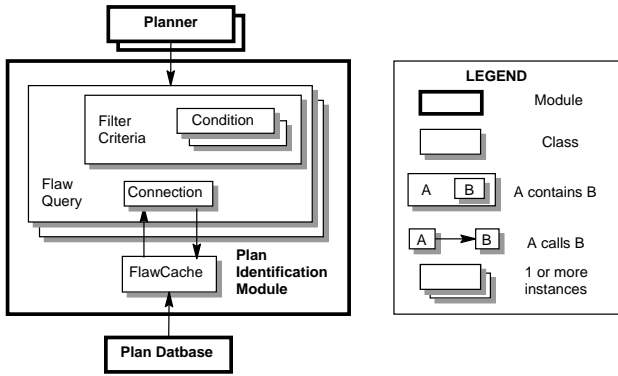 Planner
Filter
Criteria
Condition
Flaw
Query
Connection
FlawCache
Plan
Identification
Module
Plan Datbase
LEGEND
Module
Class
A
B
A contains B
A
B
A calls B
1 or more
instances